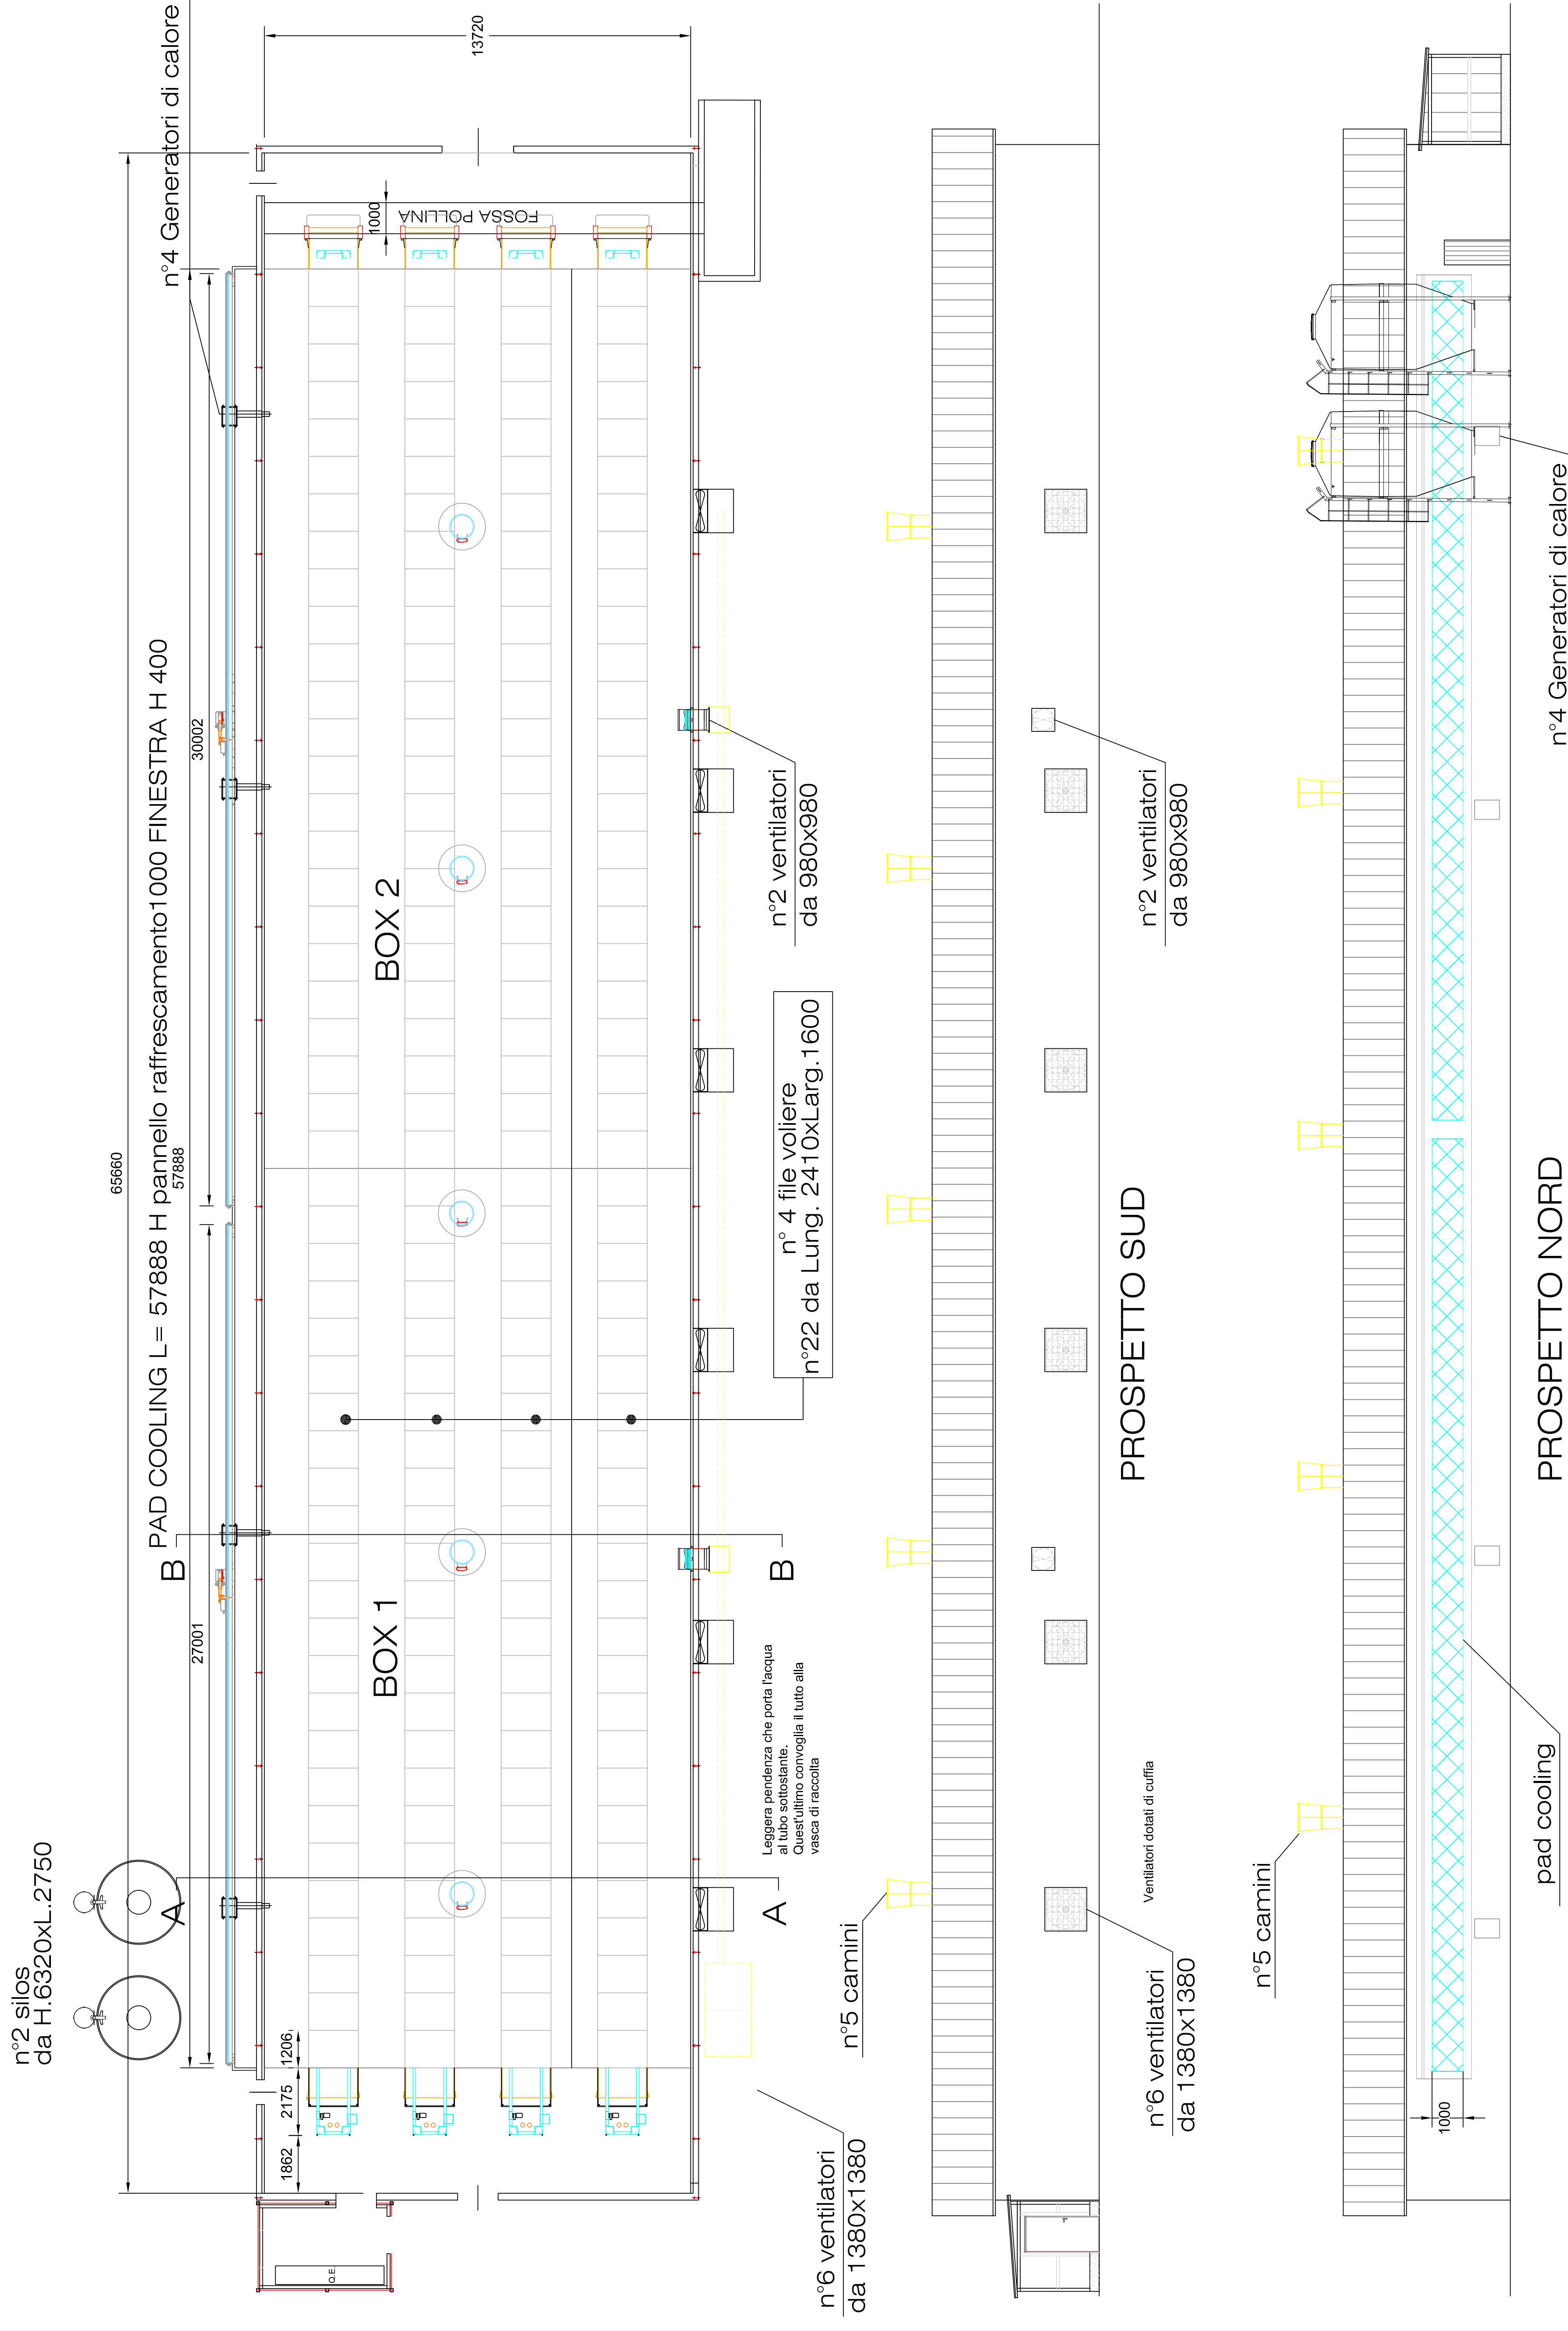 n°2 silos
da H.6320xL.2750
65660
PAD COOLING L= 57888 H pannello raffrescamento1000 FINESTRA H 400
57888
n°4 Generatori di calore
27001
30002
13720
1862
2175
1206
1000
FOSSA POLLINA
Q.E
BOX 1
BOX 2
A
A
B
B
Leggera pendenza che porta l'acqua
al tubo sottostante.
Quest'ultimo convoglia il tutto alla
vasca di raccolta
n° 4 file voliere
n°22 da Lung. 2410xLarg.1600
n°2 ventilatori
da 980x980
n°6 ventilatori
da 1380x1380
n°5 camini
n°2 ventilatori
da 980x980
Ventilatori dotati di cuffia
n°6 ventilatori
da 1380x1380
PROSPETTO SUD
n°5 camini
1000
pad cooling
n°4 Generatori di calore
PROSPETTO NORD